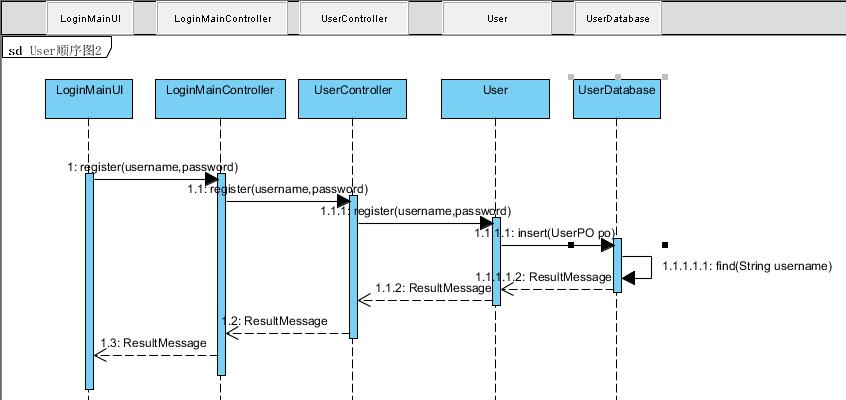 LoginMainUI
LoginMainController
UserController
User
UserDatabase
sd User顺序图2
LoginMainUI
LoginMainController
UserController
User
UserDatabase
1: register(username,password)
1.1: register(username,password)
1.1.1: register(username,password)
1.1.1.1: insert(UserPO po)
1.1.1.1.1: find(String username)
1.1.1.1.2: ResultMessage
1.1.2: ResultMessage
1.2: ResultMessage
1.3: ResultMessage